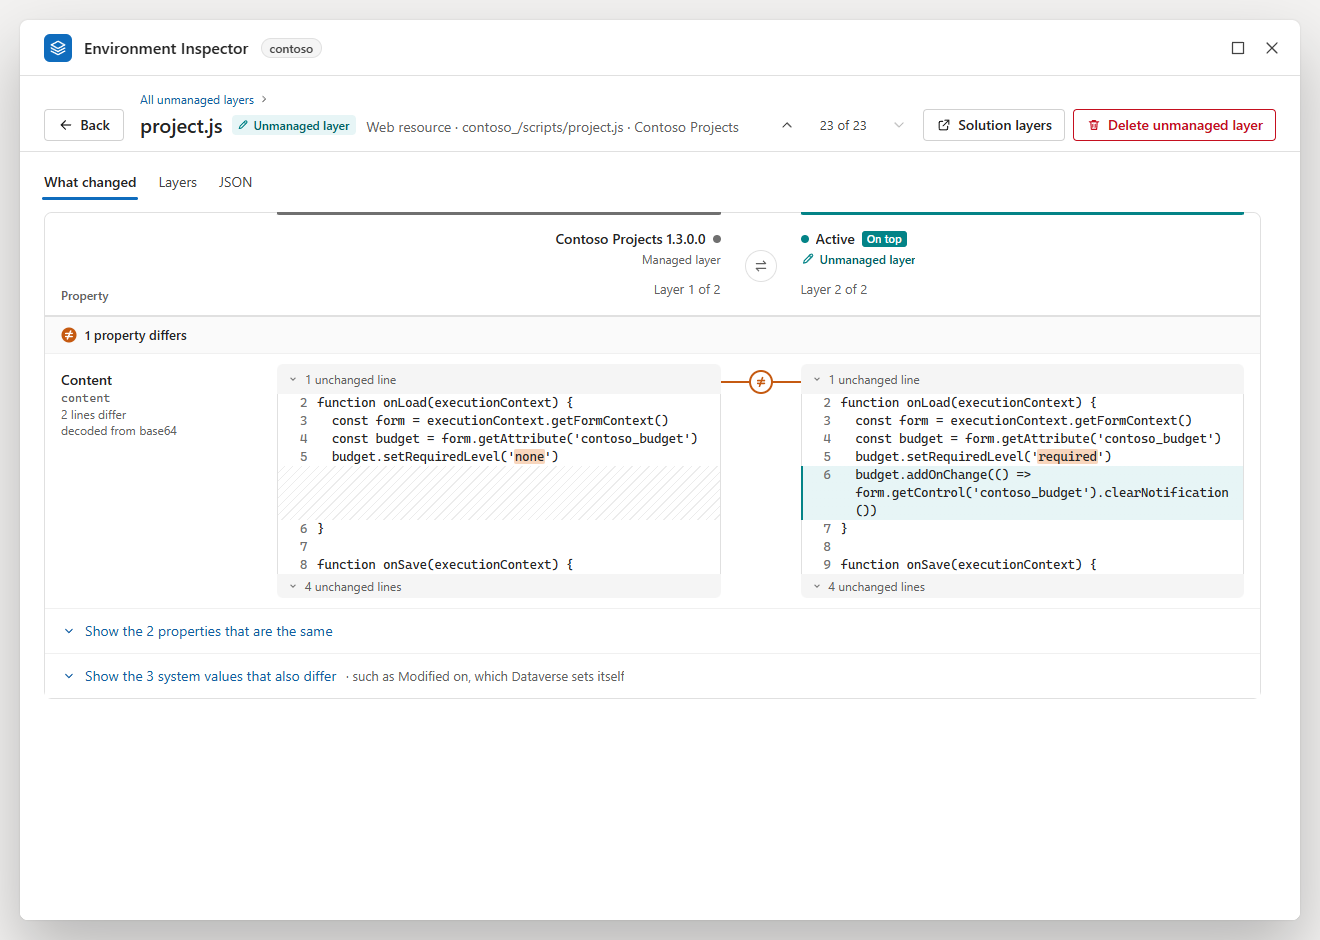 Environment Inspector contoso
All unmanaged layers
Back
project.js Unmanaged layer Web resource · contoso_/scripts/project.js · Contoso Projects
23 of 23
Solution layers
Delete unmanaged layer
What changed Layers JSON
Property
Contoso Projects 1.3.0.0
Managed layer
Layer 1 of 2
Active On top
Unmanaged layer
Layer 2 of 2
≠ 1 property differs
Content
content
2 lines differ
decoded from base64
1 unchanged line
2 function onLoad(executionContext) {
3 const form = executionContext.getFormContext()
4 const budget = form.getAttribute('contoso_budget')
5 budget.setRequiredLevel('none')
6 }
7
8 function onSave(executionContext) {
4 unchanged lines
≠
1 unchanged line
2 function onLoad(executionContext) {
3 const form = executionContext.getFormContext()
4 const budget = form.getAttribute('contoso_budget')
5 budget.setRequiredLevel('required')
6 budget.addOnChange(() =>
form.getControl('contoso_budget').clearNotification
())
7 }
8
9 function onSave(executionContext) {
4 unchanged lines
Show the 2 properties that are the same
Show the 3 system values that also differ · such as Modified on, which Dataverse sets itself